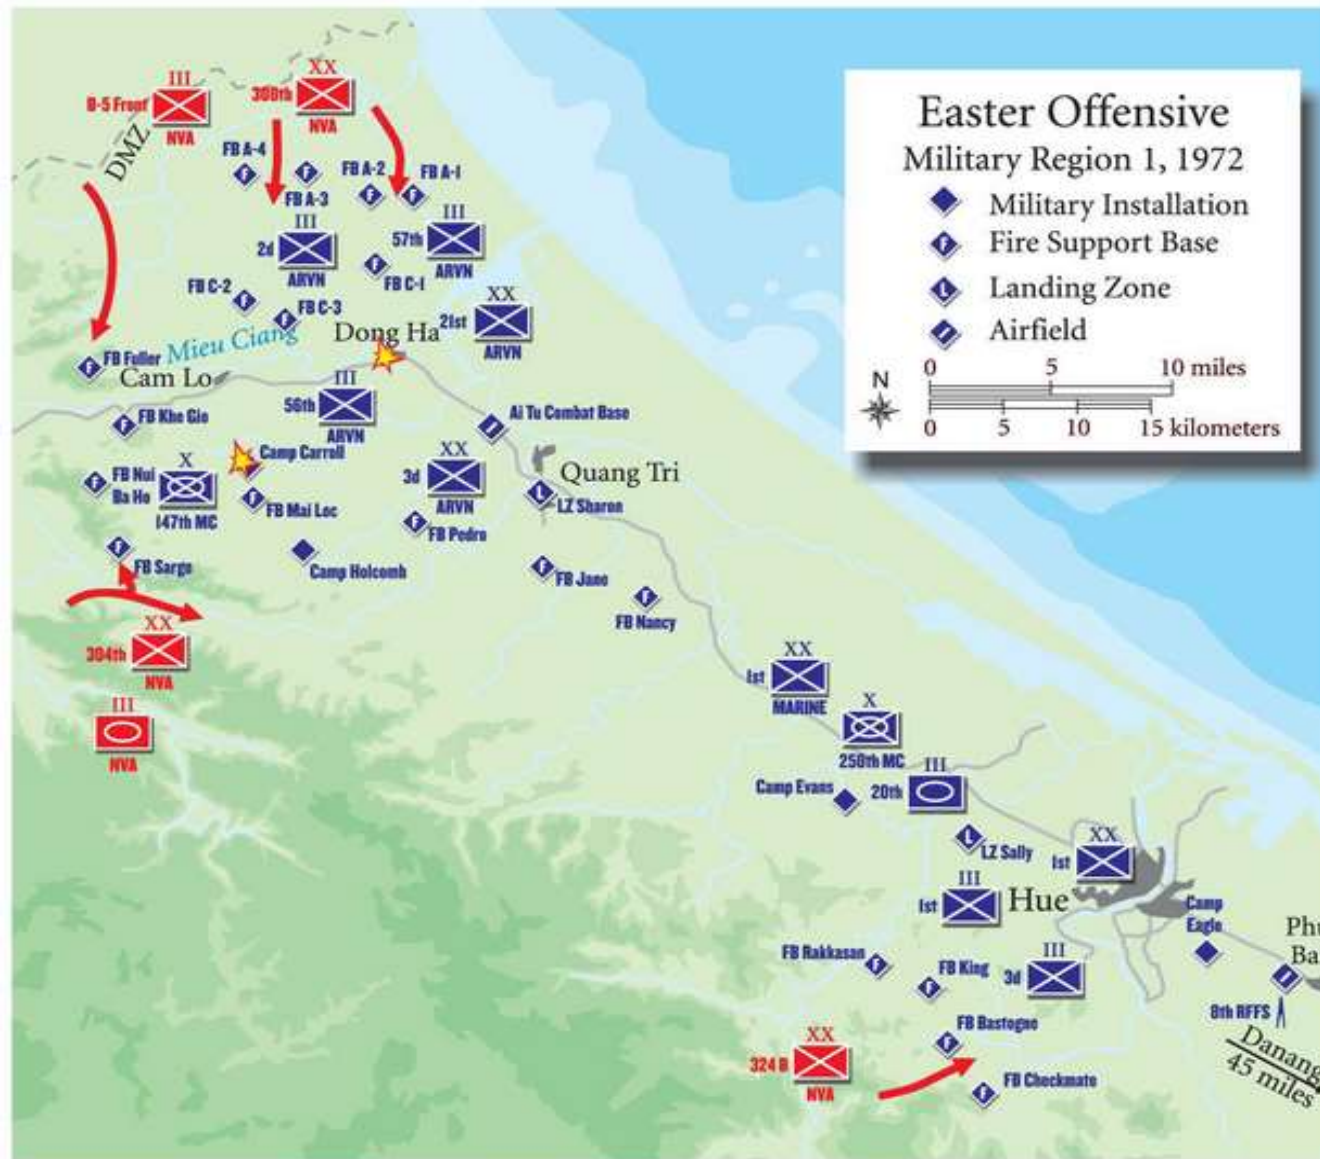 Easter Offensive
Military Region 1, 1972
Military Installation
Fire Support Base
Landing Zone
Airfield
N
0 5 10 miles
0 5 10 15 kilometers
III
B-5 Front
NVA
DMZ
XX
308th
NVA
FB A-4
FB A-3
FB A-2
FB A-1
III
2d
ARVN
III
57th
ARVN
FB C-1
FB C-2
FB C-3
XX
21st
ARVN
Dong Ha
Mieu Ciang
FB Fuller
Cam Lo
III
56th
ARVN
FB Khe Gio
Ai Tu Combat Base
Camp Carroll
XX
3d
ARVN
Quang Tri
FB Nui
Ba Ho
X
147th MC
FB Mai Loc
LZ Sharon
FB Pedro
FB Sarge
Camp Holcomb
FB Jane
FB Nancy
XX
304th
NVA
III
NVA
XX
1st
MARINE
X
258th MC
Camp Evans
III
20th
LZ Sally
XX
1st
III
1st
Hue
Camp
Eagle
Phu
Ba
FB Rakkasan
FB King
III
3d
8th RFFS
Danang
45 miles
FB Bastogne
XX
324 B
NVA
FB Checkmate